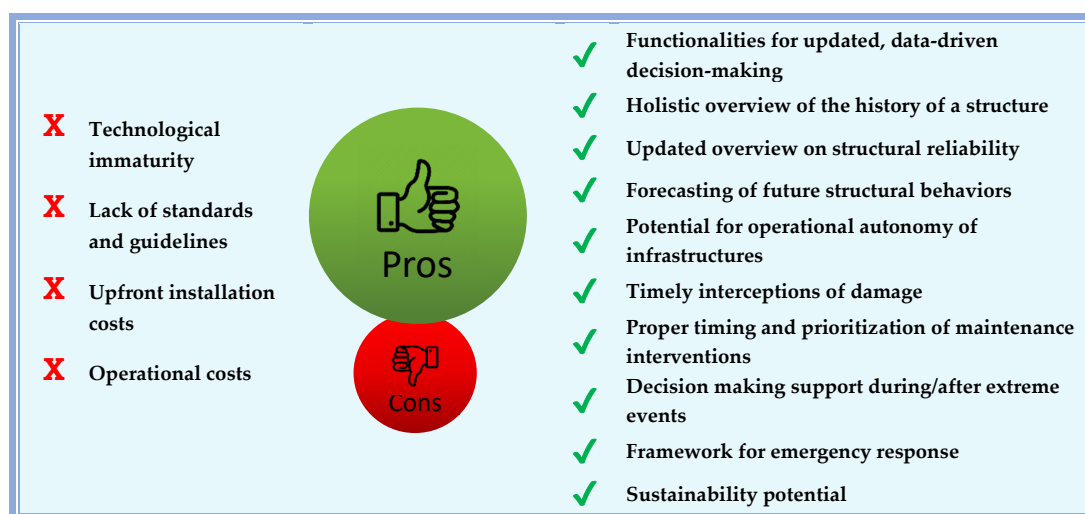 X Technological
immaturity
X Lack of standards
and guidelines
X Upfront installation
costs
X Operational costs
Pros
Cons
✓ Functionalities for updated, data-driven
decision-making
✓ Holistic overview of the history of a structure
✓ Updated overview on structural reliability
✓ Forecasting of future structural behaviors
✓ Potential for operational autonomy of
infrastructures
✓ Timely interceptions of damage
✓ Proper timing and prioritization of maintenance
interventions
✓ Decision making support during/after extreme
events
✓ Framework for emergency response
✓ Sustainability potential